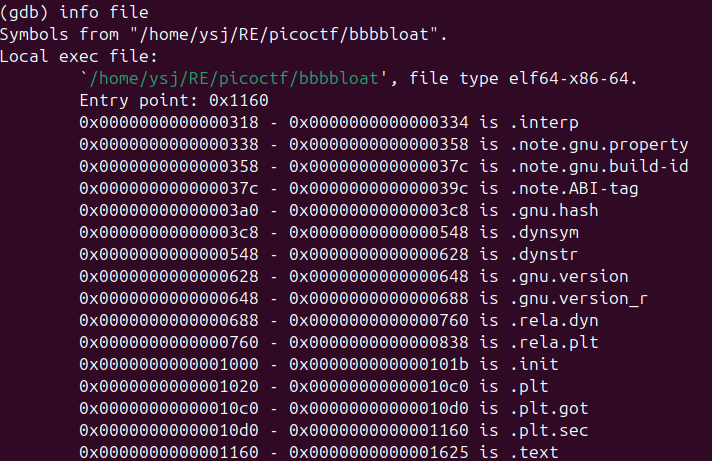 (gdb) info file
Symbols from "/home/ysj/RE/picoctf/bbbbloat".
Local exec file:
`/home/ysj/RE/picoctf/bbbbloat', file type elf64-x86-64.
Entry point: 0x1160
0x0000000000000318 - 0x0000000000000334 is .interp
0x0000000000000338 - 0x0000000000000358 is .note.gnu.property
0x0000000000000358 - 0x000000000000037c is .note.gnu.build-id
0x000000000000037c - 0x000000000000039c is .note.ABI-tag
0x00000000000003a0 - 0x00000000000003c8 is .gnu.hash
0x00000000000003c8 - 0x0000000000000548 is .dynsym
0x0000000000000548 - 0x0000000000000628 is .dynstr
0x0000000000000628 - 0x0000000000000648 is .gnu.version
0x0000000000000648 - 0x0000000000000688 is .gnu.version_r
0x0000000000000688 - 0x0000000000000760 is .rela.dyn
0x0000000000000760 - 0x0000000000000838 is .rela.plt
0x0000000000001000 - 0x000000000000101b is .init
0x0000000000001020 - 0x00000000000010c0 is .plt
0x00000000000010c0 - 0x00000000000010d0 is .plt.got
0x00000000000010d0 - 0x0000000000001160 is .plt.sec
0x0000000000001160 - 0x0000000000001625 is .text